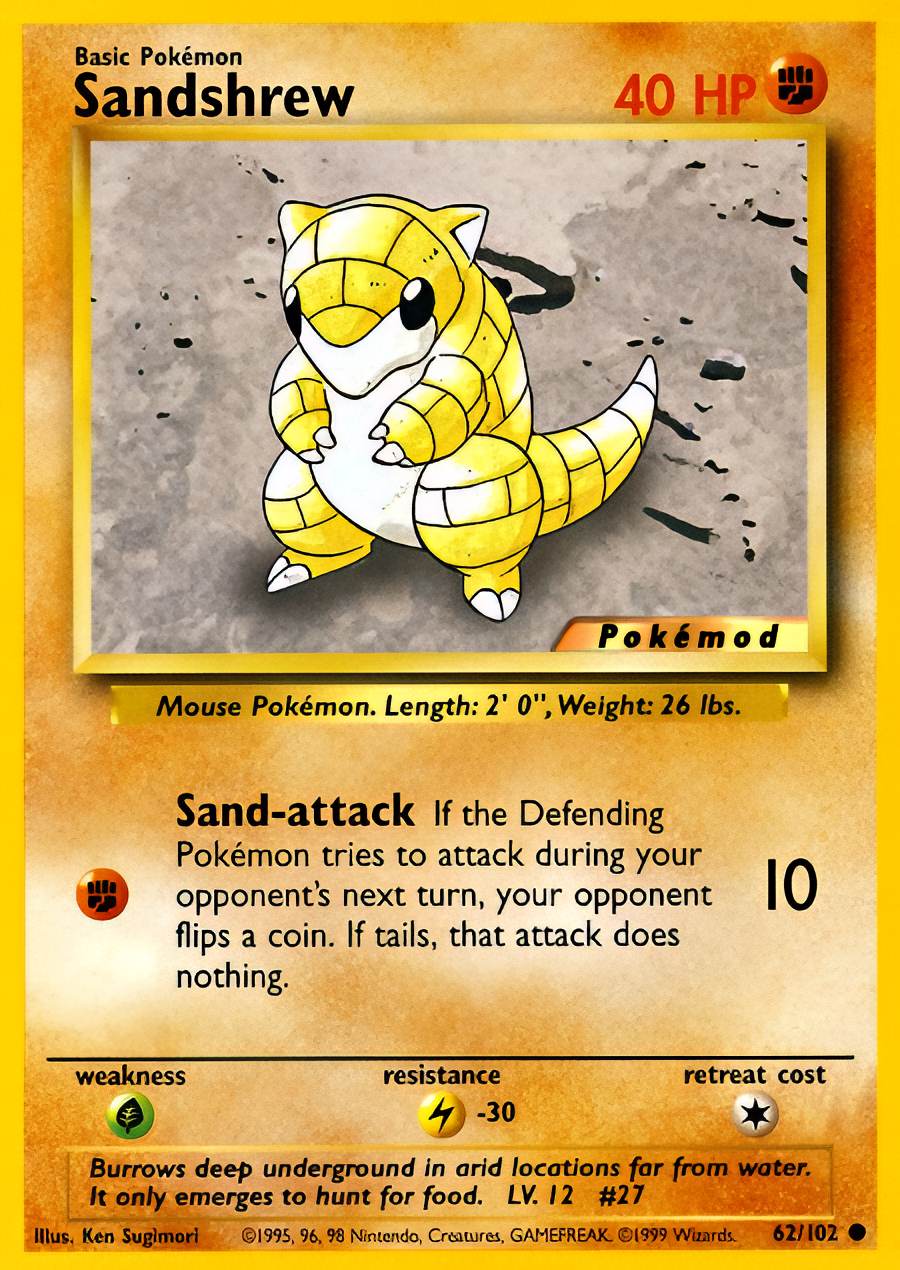 Basic Pokémon
Sandshrew
40 HP
Pokémod
Mouse Pokémon. Length: 2' 0", Weight: 26 lbs.
Sand-attack If the Defending
Pokémon tries to attack during your
opponent's next turn, your opponent
flips a coin. If tails, that attack does
nothing.
10
weakness resistance retreat cost
-30
Burrows deep underground in arid locations far from water.
It only emerges to hunt for food. LV. 12 #27
Illus. Ken Sugimori ©1995, 96, 98 Nintendo, Creatures, GAMEFREAK. ©1999 Wizards. 62/102